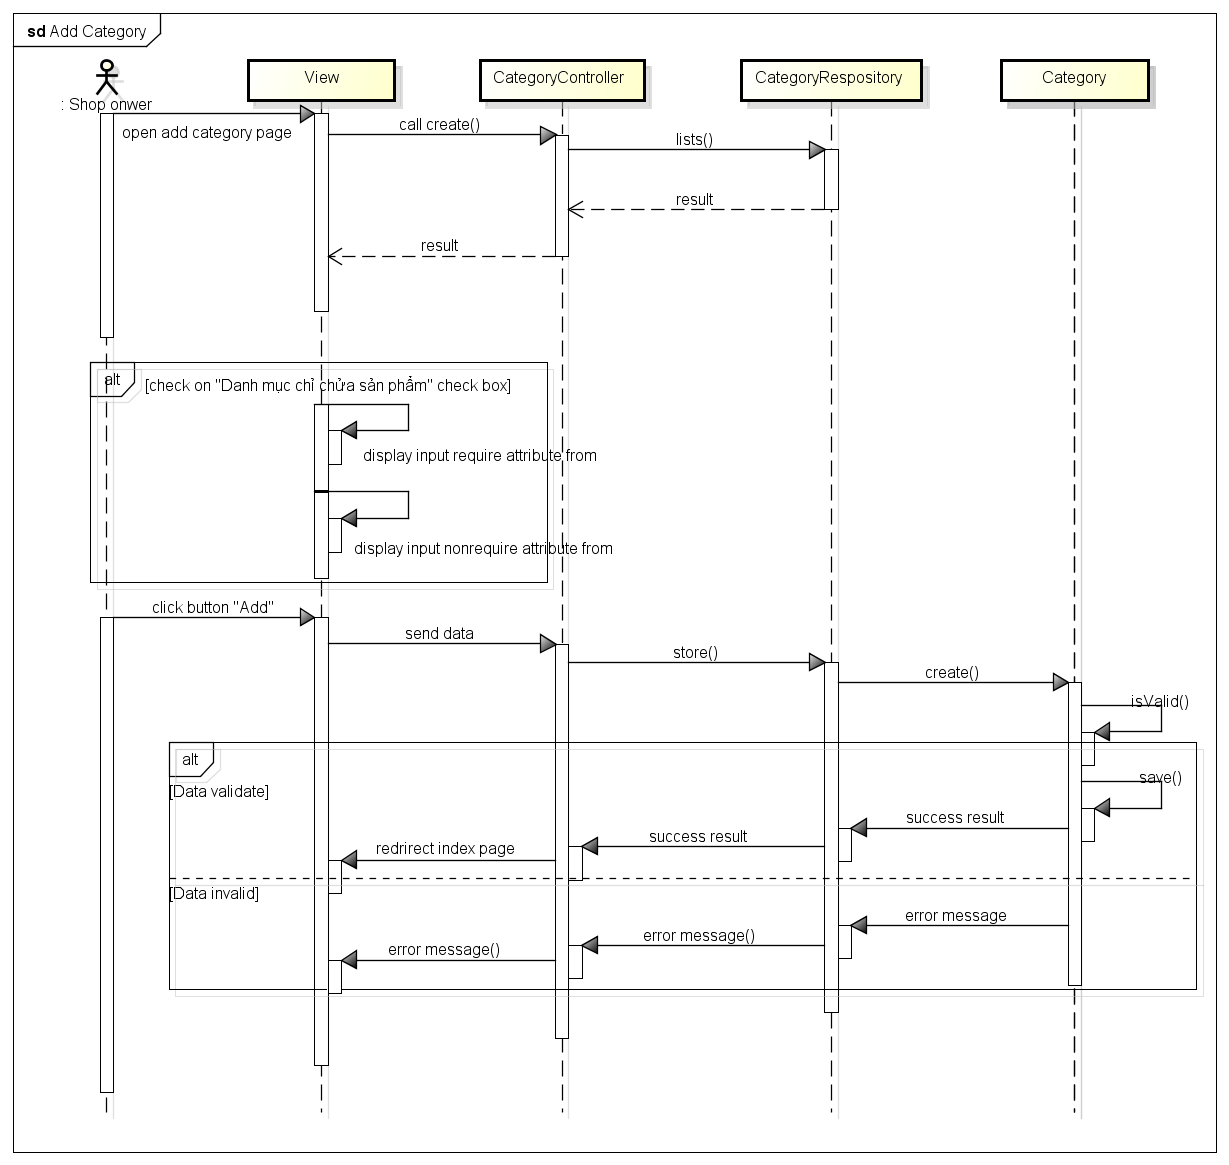 sd Add Category
View
CategoryController
CategoryRespository
Category
: Shop onwer
open add category page
call create()
lists()
result
result
alt
[check on "Danh mục chỉ chửa sản phẩm" check box]
display input require attribute from
display input nonrequire attribute from
click button "Add"
send data
store()
create()
isValid()
alt
save()
[Data validate]
success result
success result
redrirect index page
[Data invalid]
error message
error message()
error message()